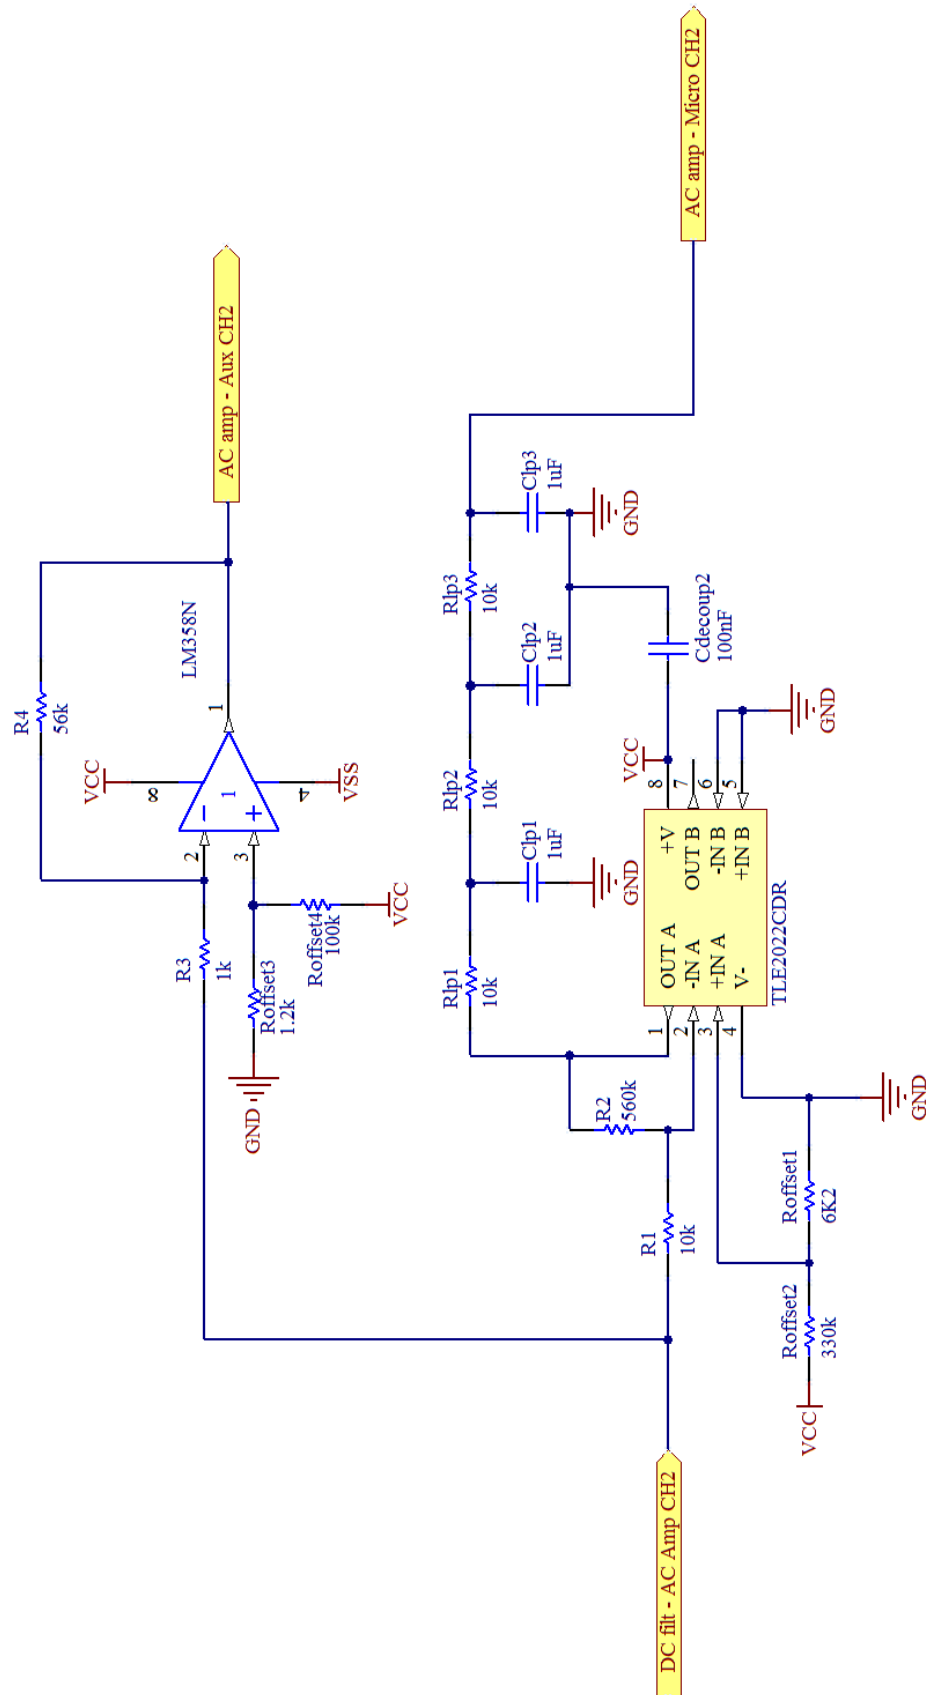 AC amp - Micro CH2
AC amp - Aux CH2
R4
56k
LM358N
VCC
8
1
2
1
3
4
VSS
R3
1k
Roffset3
1.2k
Roffset4
100k
VCC
GND
Rlp1
10k
Clp1
1uF
GND
Rlp2
10k
Clp2
1uF
Rlp3
10k
Clp3
1uF
GND
Cdecoup2
100nF
VCC
R2
560k
R1
10k
1
2
3
4
OUT A
-IN A
+IN A
V-
+V
OUT B
-IN B
+IN B
8
7
6
5
TLE2022CDR
GND
GND
Roffset1
6K2
Roffset2
330k
VCC
DC filt - AC Amp CH2